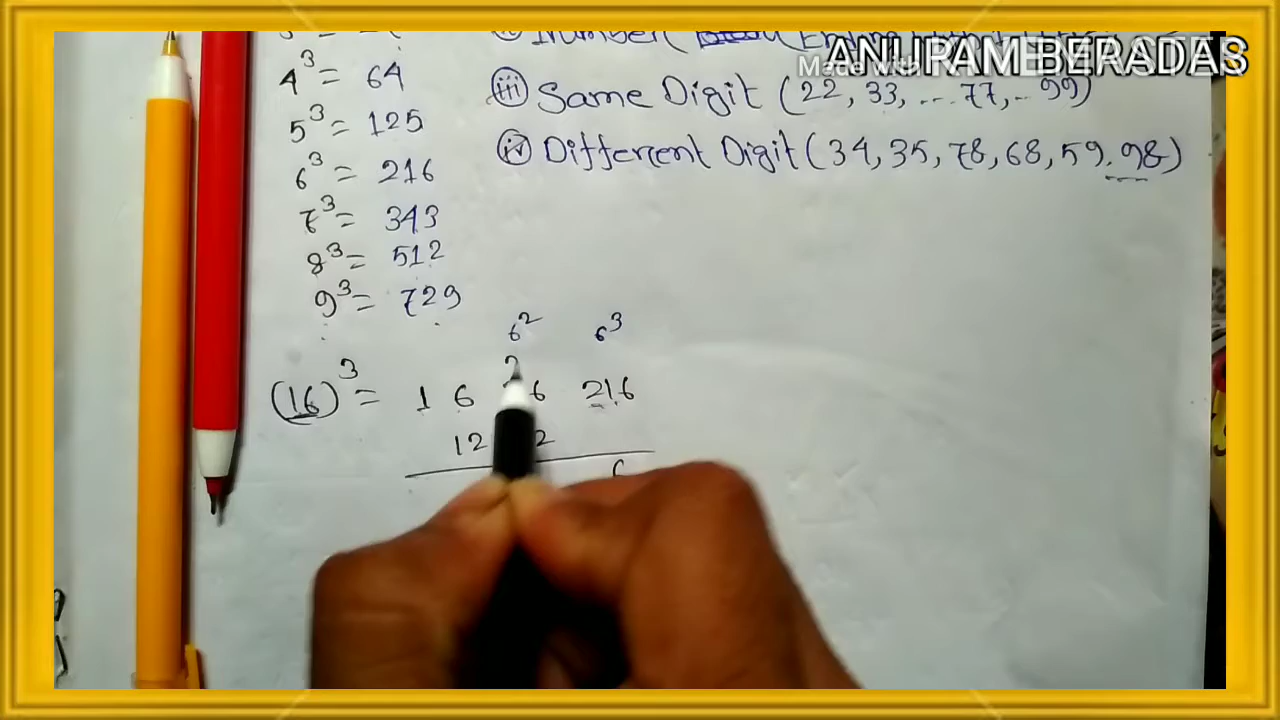 ANUPAM BERADAS
Made with
4³ = 64
(iii) Same Digit (22, 33, ... 77, .. 99)
5³ = 125
(iv) Different Digit (34, 35, 78, 68, 59, 98)
6³ = 216
7³ = 343
8³ = 512
9³ = 729
6² 6³
(16)³ = 1 6 6 216
12 2
6